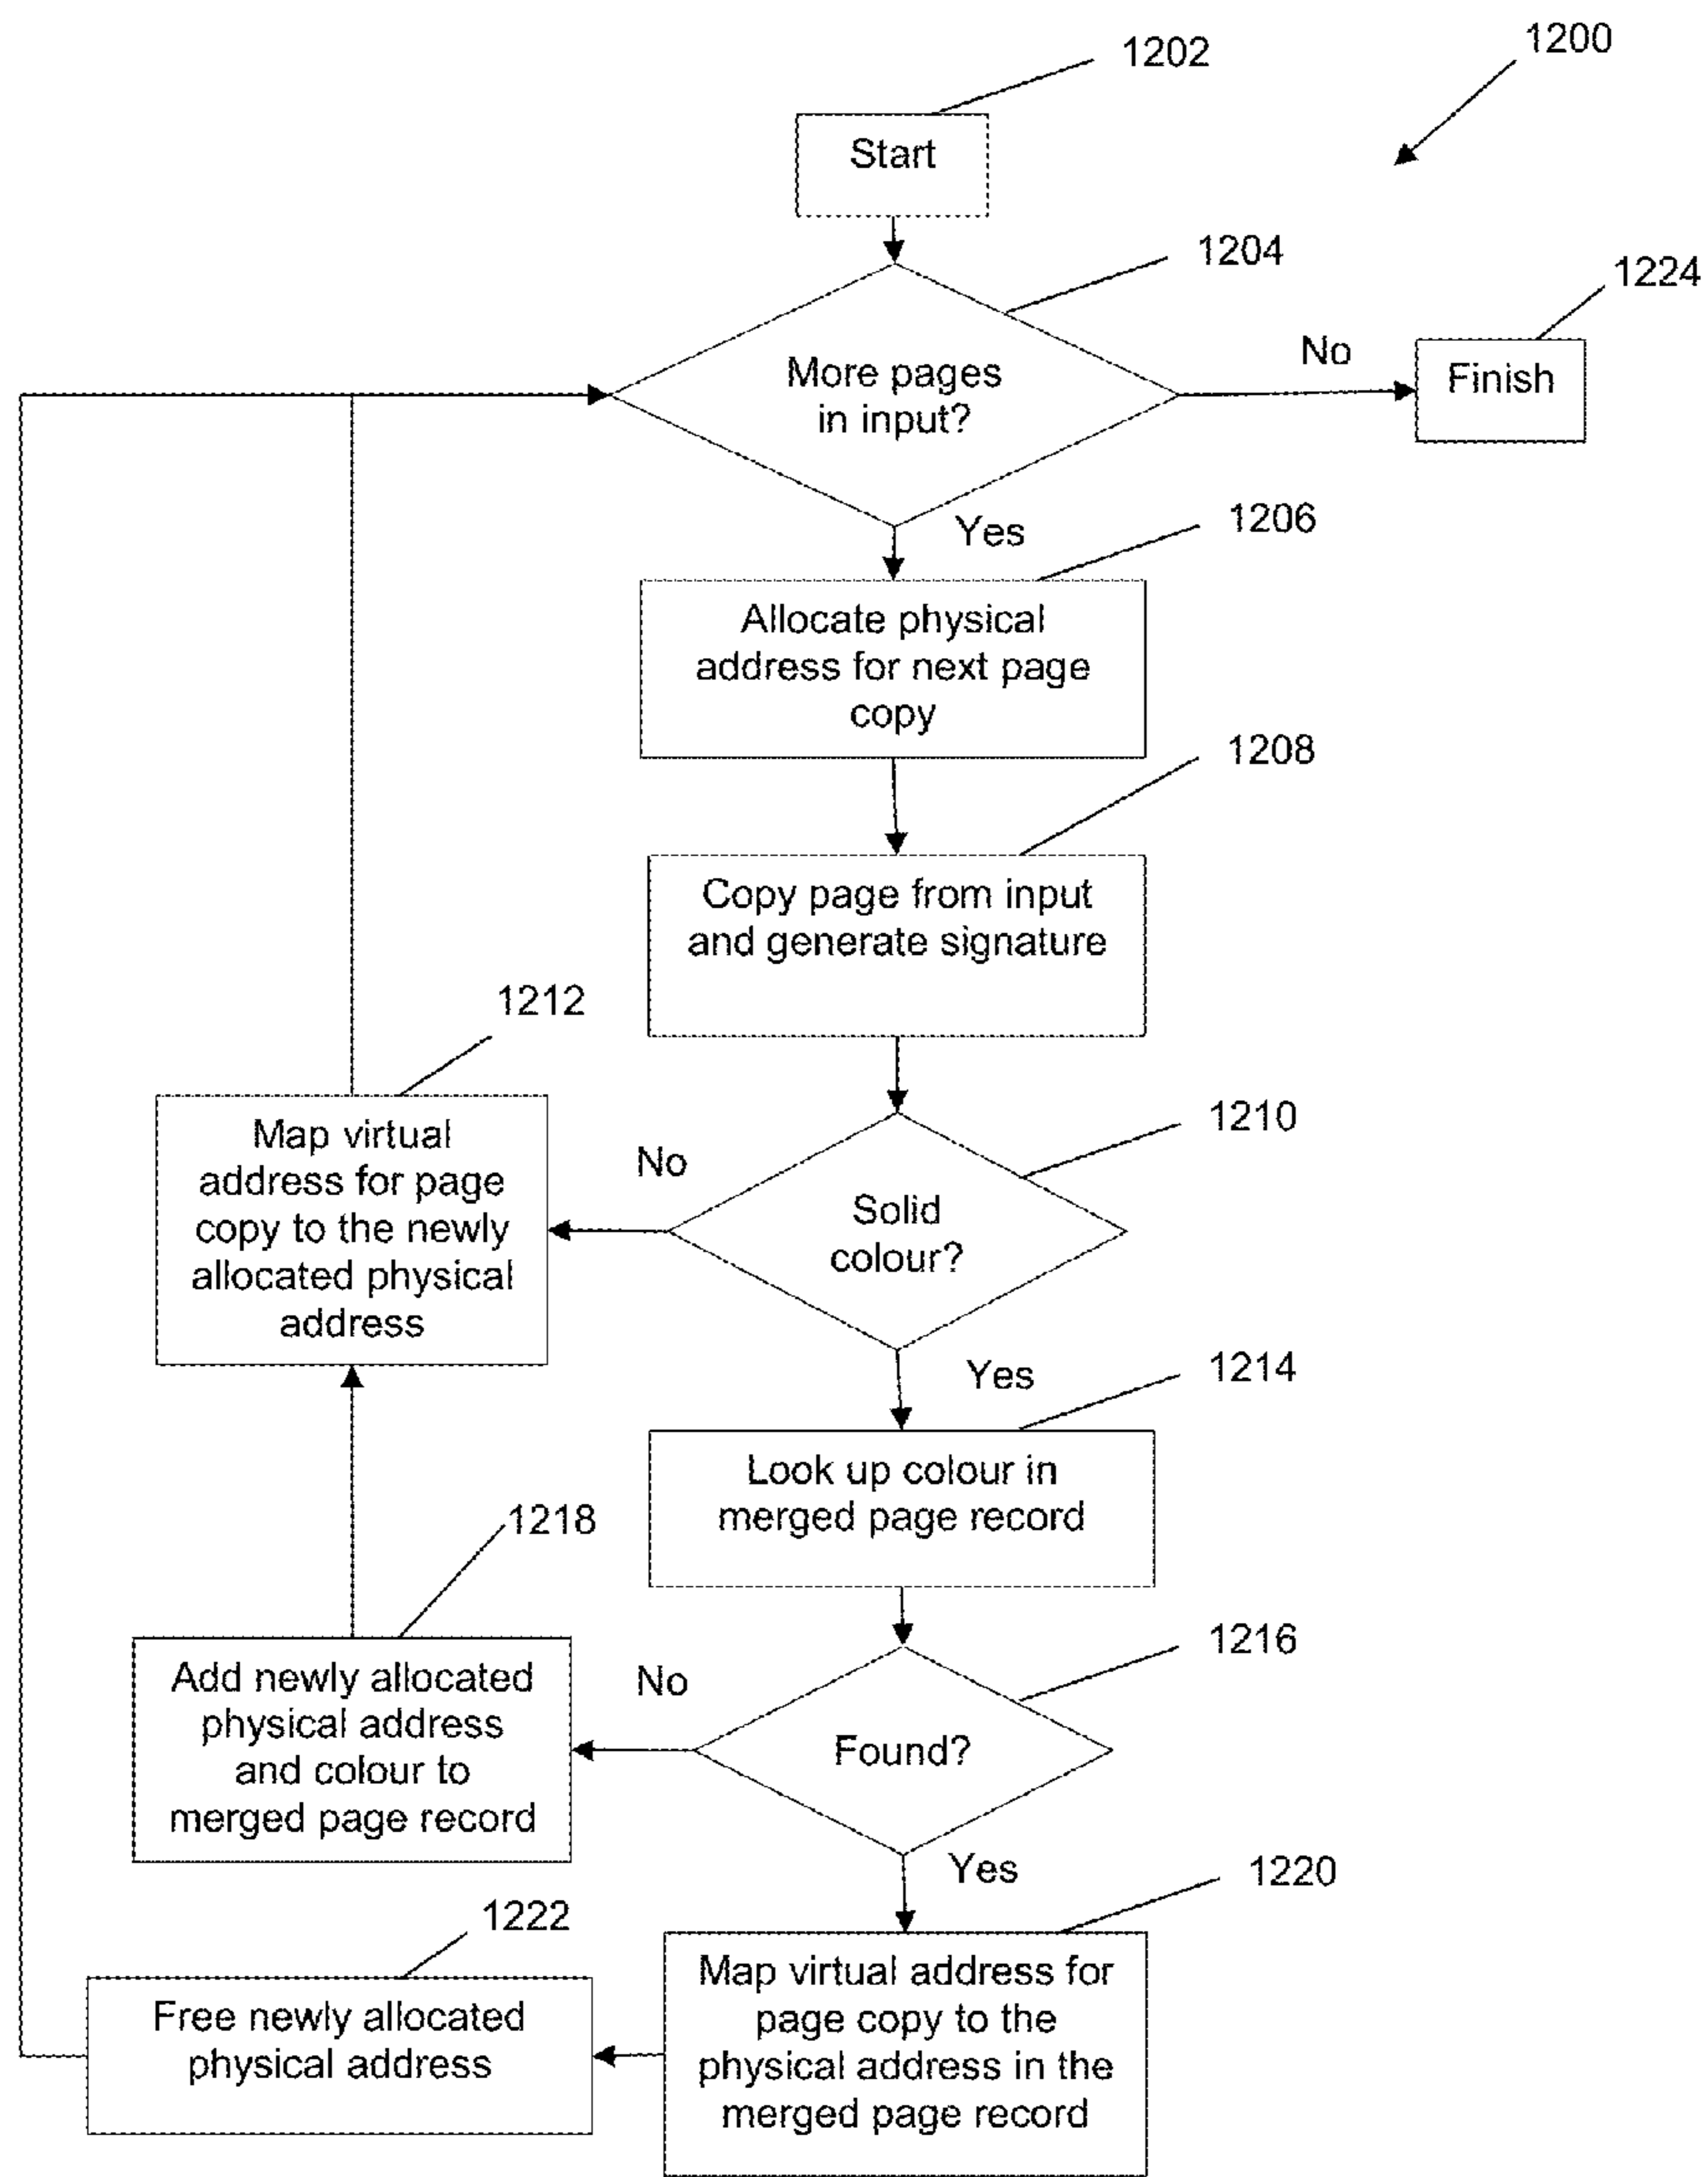 1202
1200
Start
1204
1224
More pages
in input?
No
Finish
Yes
1206
Allocate physical
address for next page
copy
1208
Copy page from input
and generate signature
1212
Map virtual
address for page
copy to the newly
allocated physical
address
No
1210
Solid
colour?
Yes
1214
Look up colour in
merged page record
1218
Add newly allocated
physical address
and colour to
merged page record
No
1216
Found?
Yes
1220
1222
Free newly allocated
physical address
Map virtual address for
page copy to the
physical address in the
merged page record